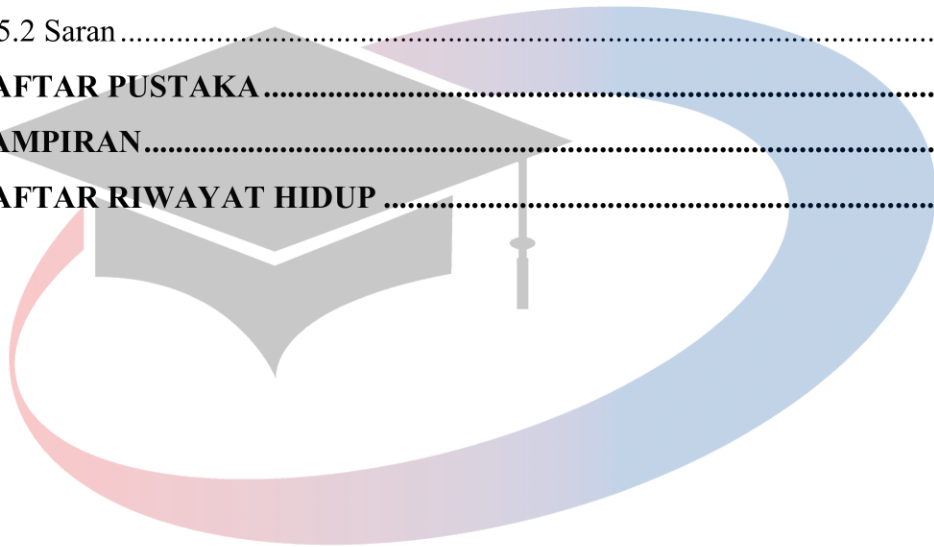 5.2 Saran................................................................................................
AFTAR PUSTAKA....................................................................................
AMPIRAN................................................................................................
AFTAR RIWAYAT HIDUP......................................................................